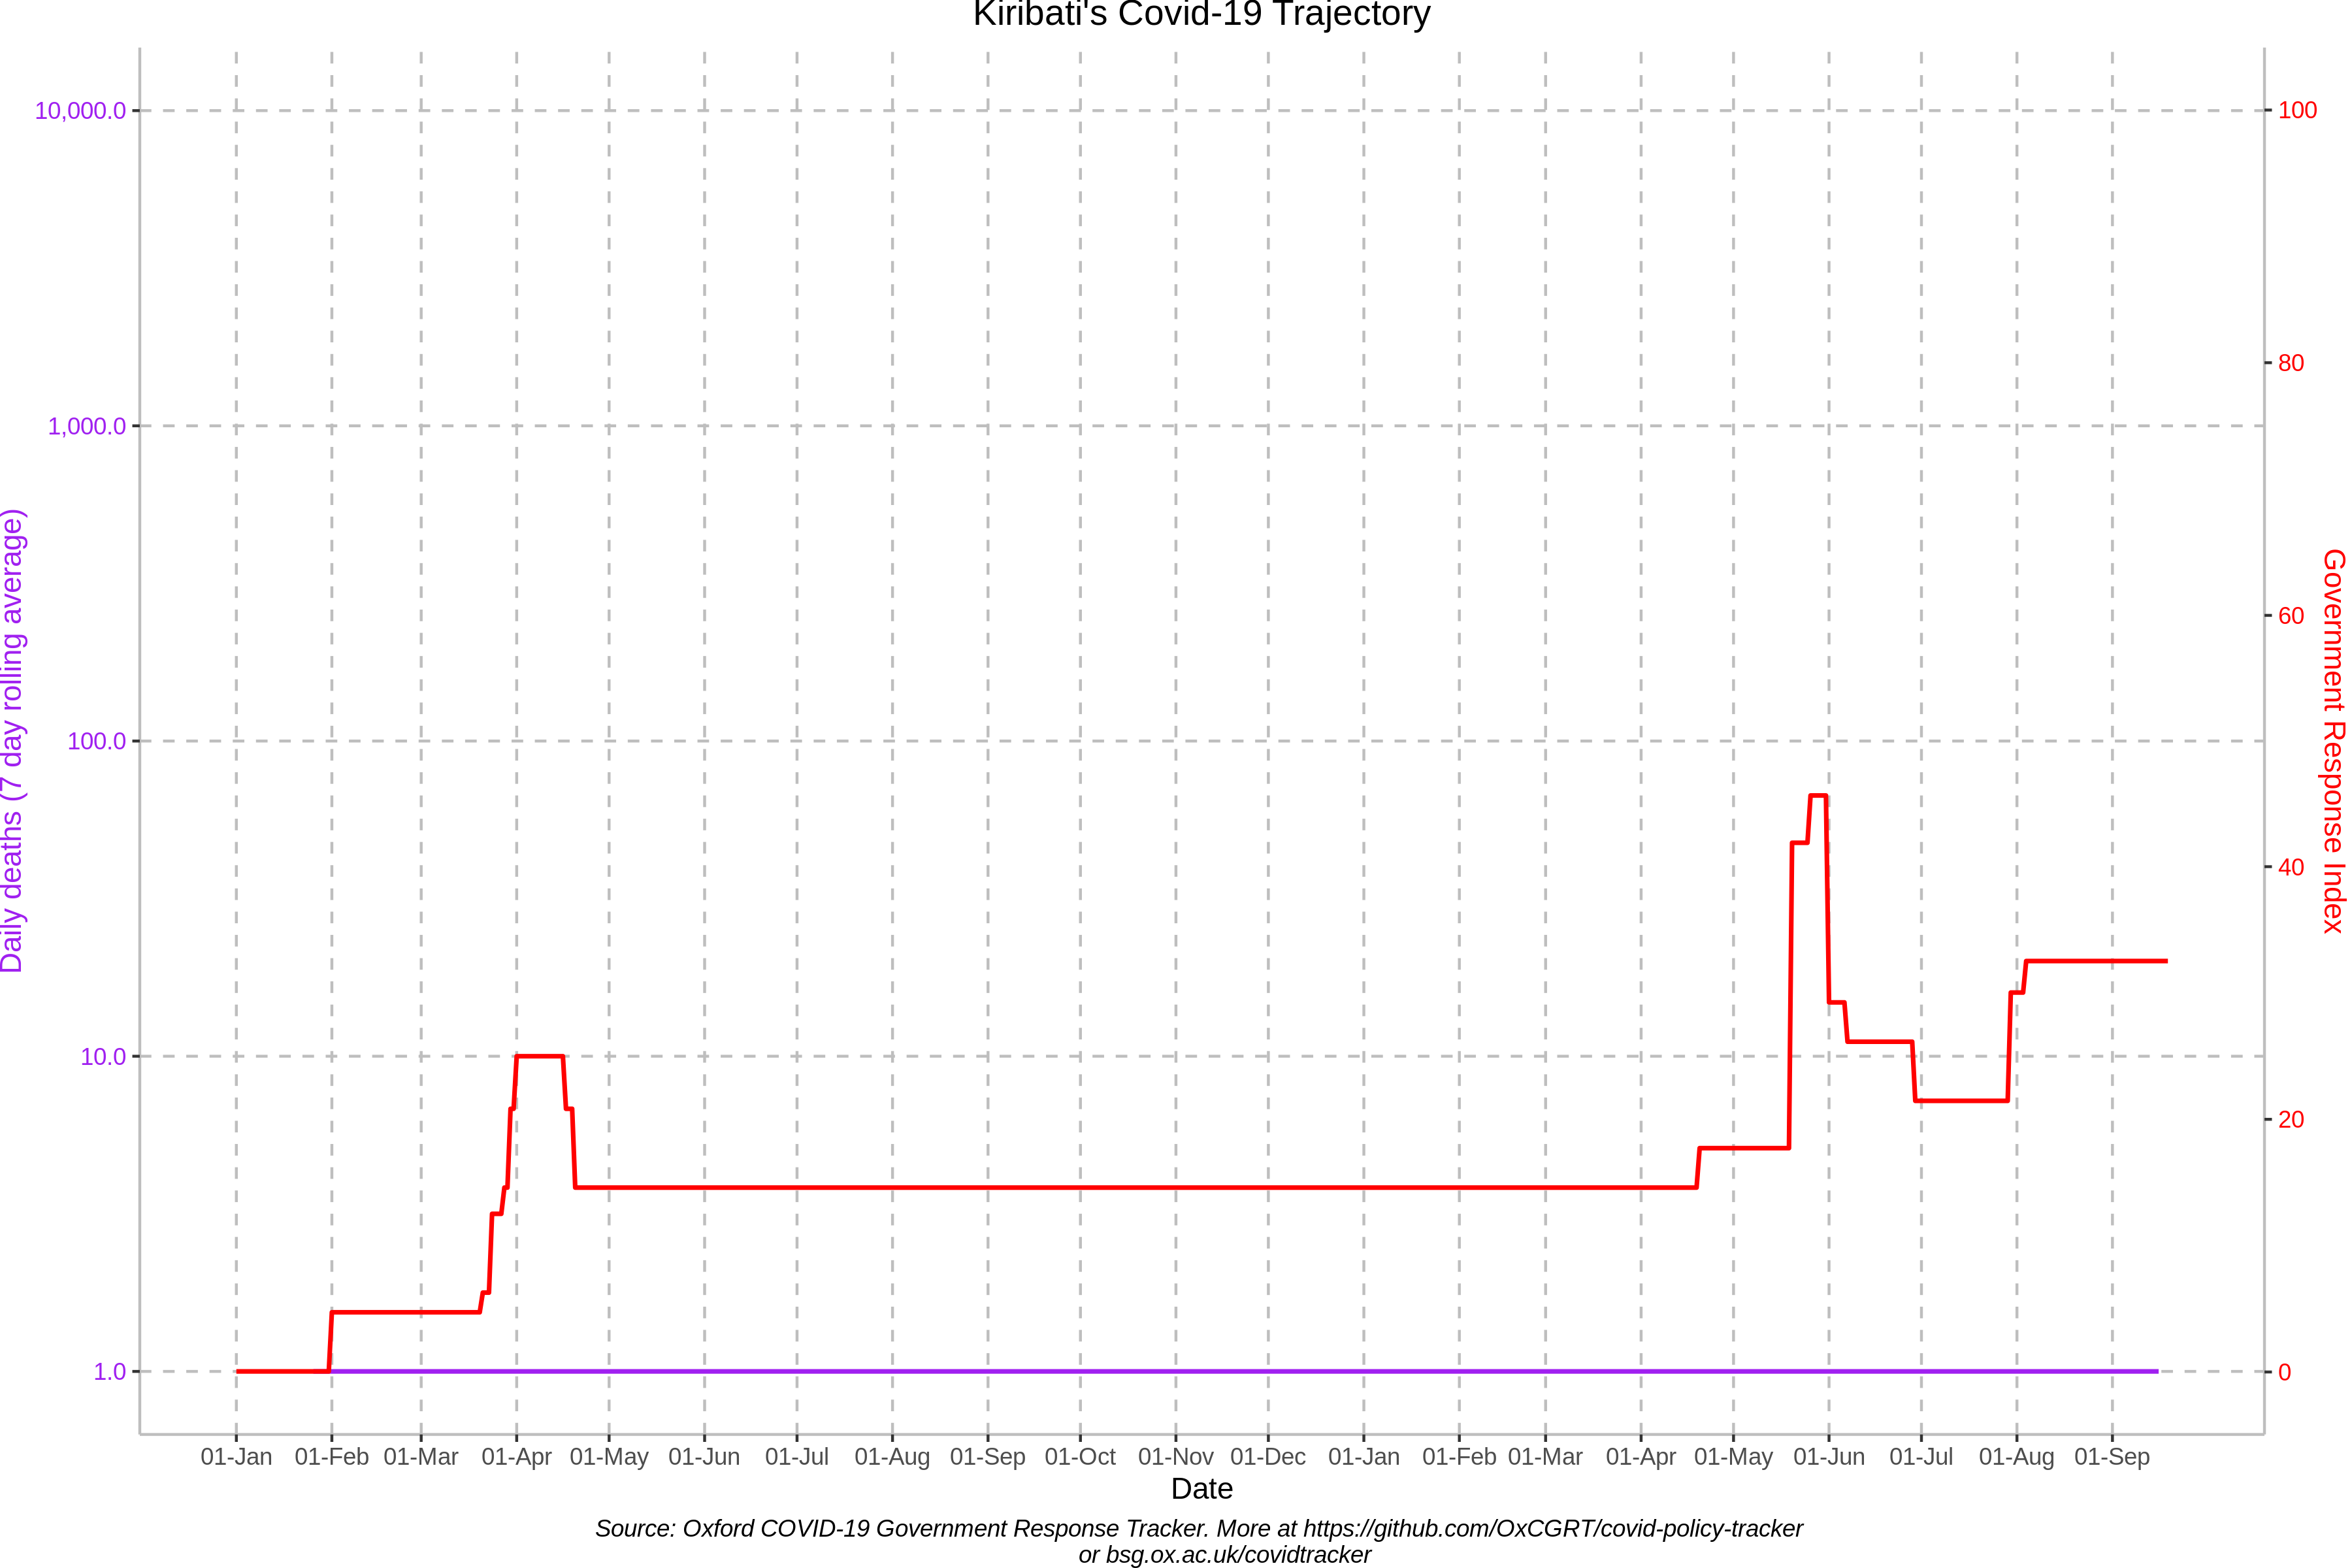 Kiribati's Covid-19 Trajectory
10,000.0
1,000.0
100.0
10.0
1.0
Daily deaths (7 day rolling average)
100
80
60
40
20
0
Government Response Index
01-Jan 01-Feb 01-Mar 01-Apr 01-May 01-Jun 01-Jul 01-Aug 01-Sep 01-Oct 01-Nov 01-Dec 01-Jan 01-Feb 01-Mar 01-Apr 01-May 01-Jun 01-Jul 01-Aug 01-Sep
Date
Source: Oxford COVID-19 Government Response Tracker. More at https://github.com/OxCGRT/covid-policy-tracker
or bsg.ox.ac.uk/covidtracker